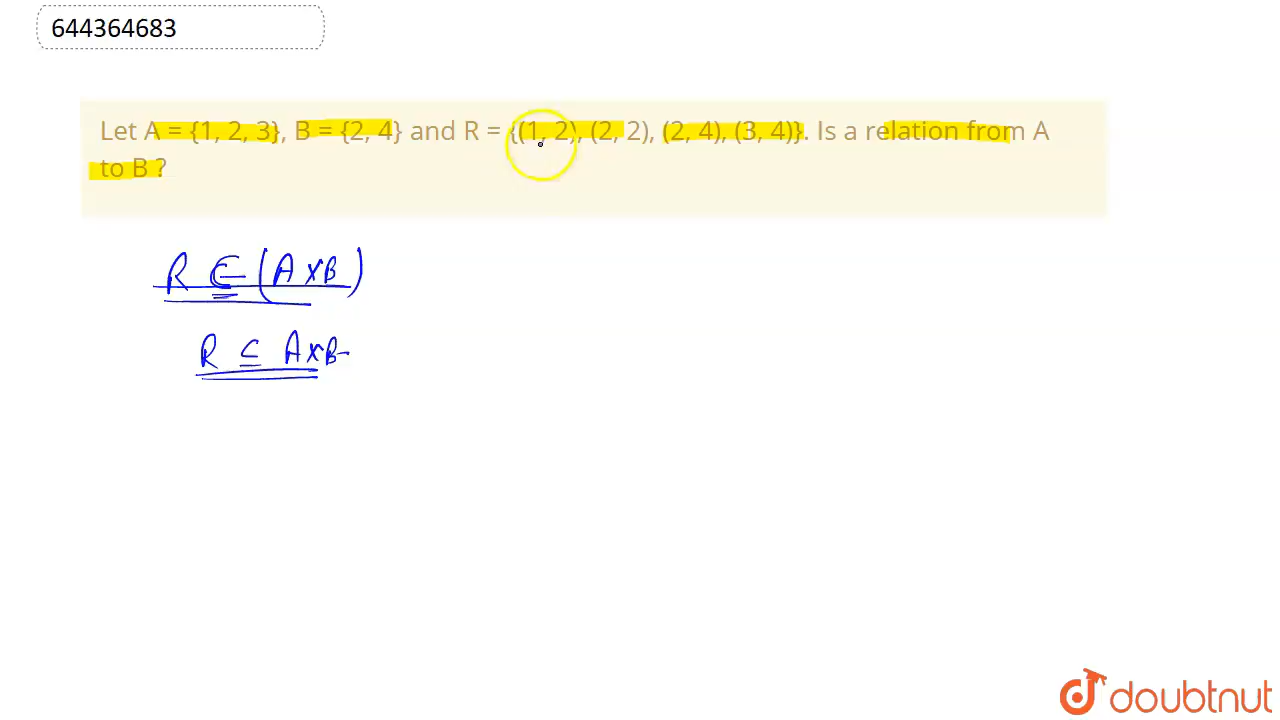 644364683
Let A = {1, 2, 3}, B = {2, 4} and R = {(1, 2), (2, 2), (2, 4), (3, 4)}. Is a relation from A
to B ?
R ⊆ (A×B)
R ⊆ A×B
doubtnut